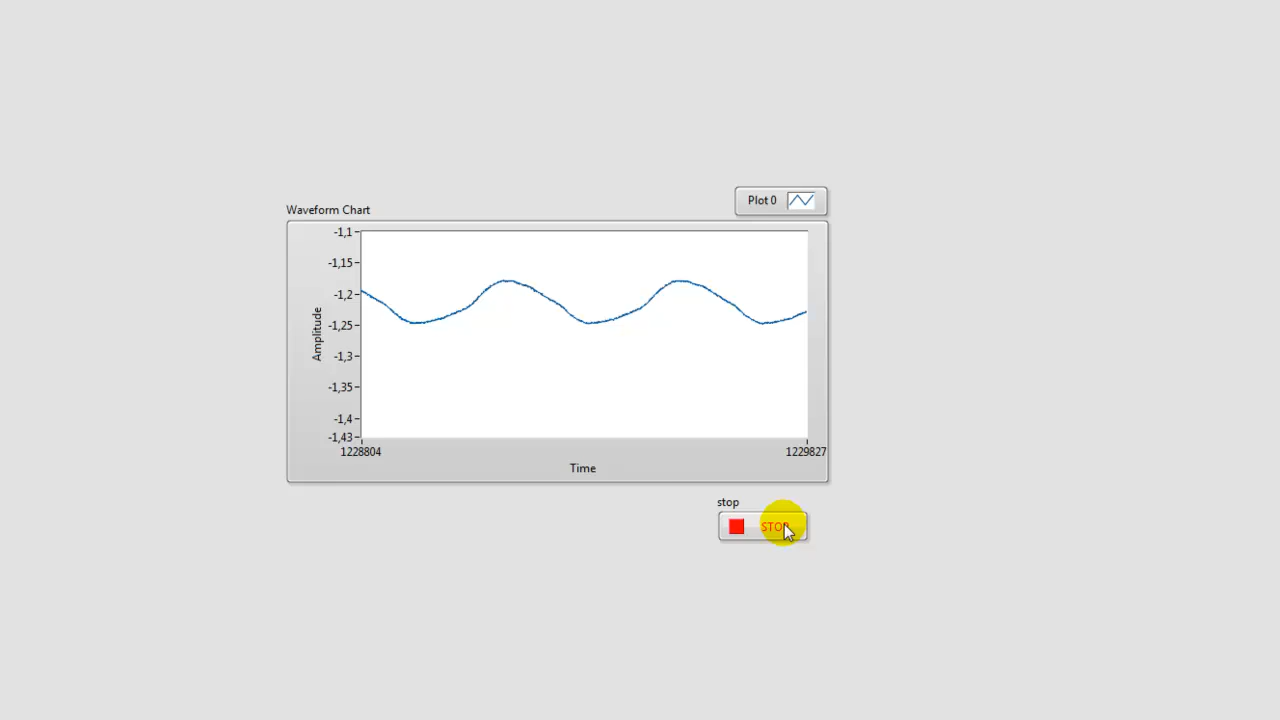 Plot 0
Waveform Chart
-1,1
-1,15
-1,2
-1,25
-1,3
-1,35
-1,4
-1,43
Amplitude
1228804
1229827
Time
stop
STOP